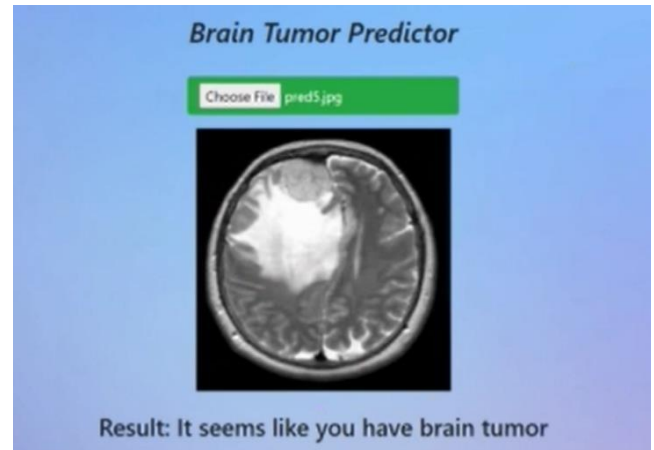 Brain Tumor Predictor
Choose File pred5.jpg
Result: It seems like you have brain tumor